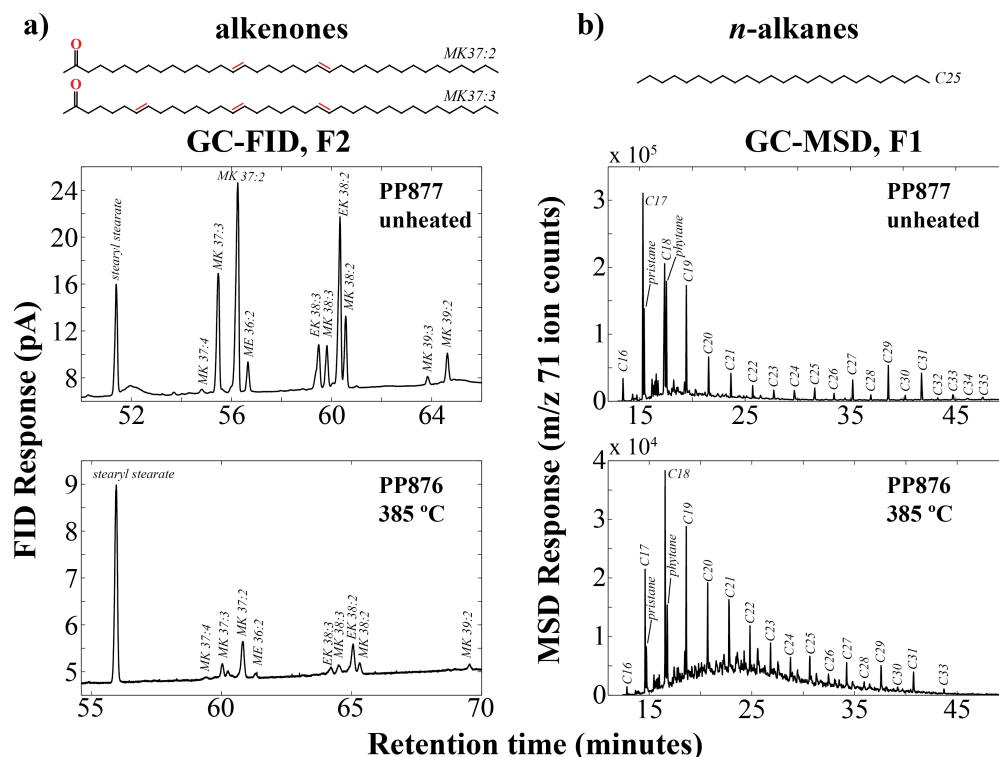 a)
alkenones
O
MK37:2
O
MK37:3
GC-FID, F2
PP877
unheated
stearyl stearate
MK 37:4
MK 37:3
MK 37:2
ME 36:2
EK 38:3
MK 38:3
EK 38:2
MK 38:2
MK 39:3
MK 39:2
24
20
16
12
8
52
56
60
64
PP876
385 ºC
stearyl stearate
MK 37:4
MK 37:3
MK 37:2
ME 36:2
EK 38:3
MK 38:3
EK 38:2
MK 38:2
MK 39:2
9
8
7
6
5
55
60
65
70
FID Response (pA)
b)
n-alkanes
C25
GC-MSD, F1
x 10⁵
PP877
unheated
C16
C17
pristane
C18
phytane
C19
C20
C21
C22
C23
C24
C25
C26
C27
C28
C29
C30
C31
C32
C33
C34
C35
3
2
1
0
15
25
35
45
x 10⁴
PP876
385 ºC
C16
C17
pristane
C18
phytane
C19
C20
C21
C22
C23
C24
C25
C26
C27
C28
C29
C30
C31
C33
4
3
2
1
0
15
25
35
45
MSD Response (m/z 71 ion counts)
Retention time (minutes)